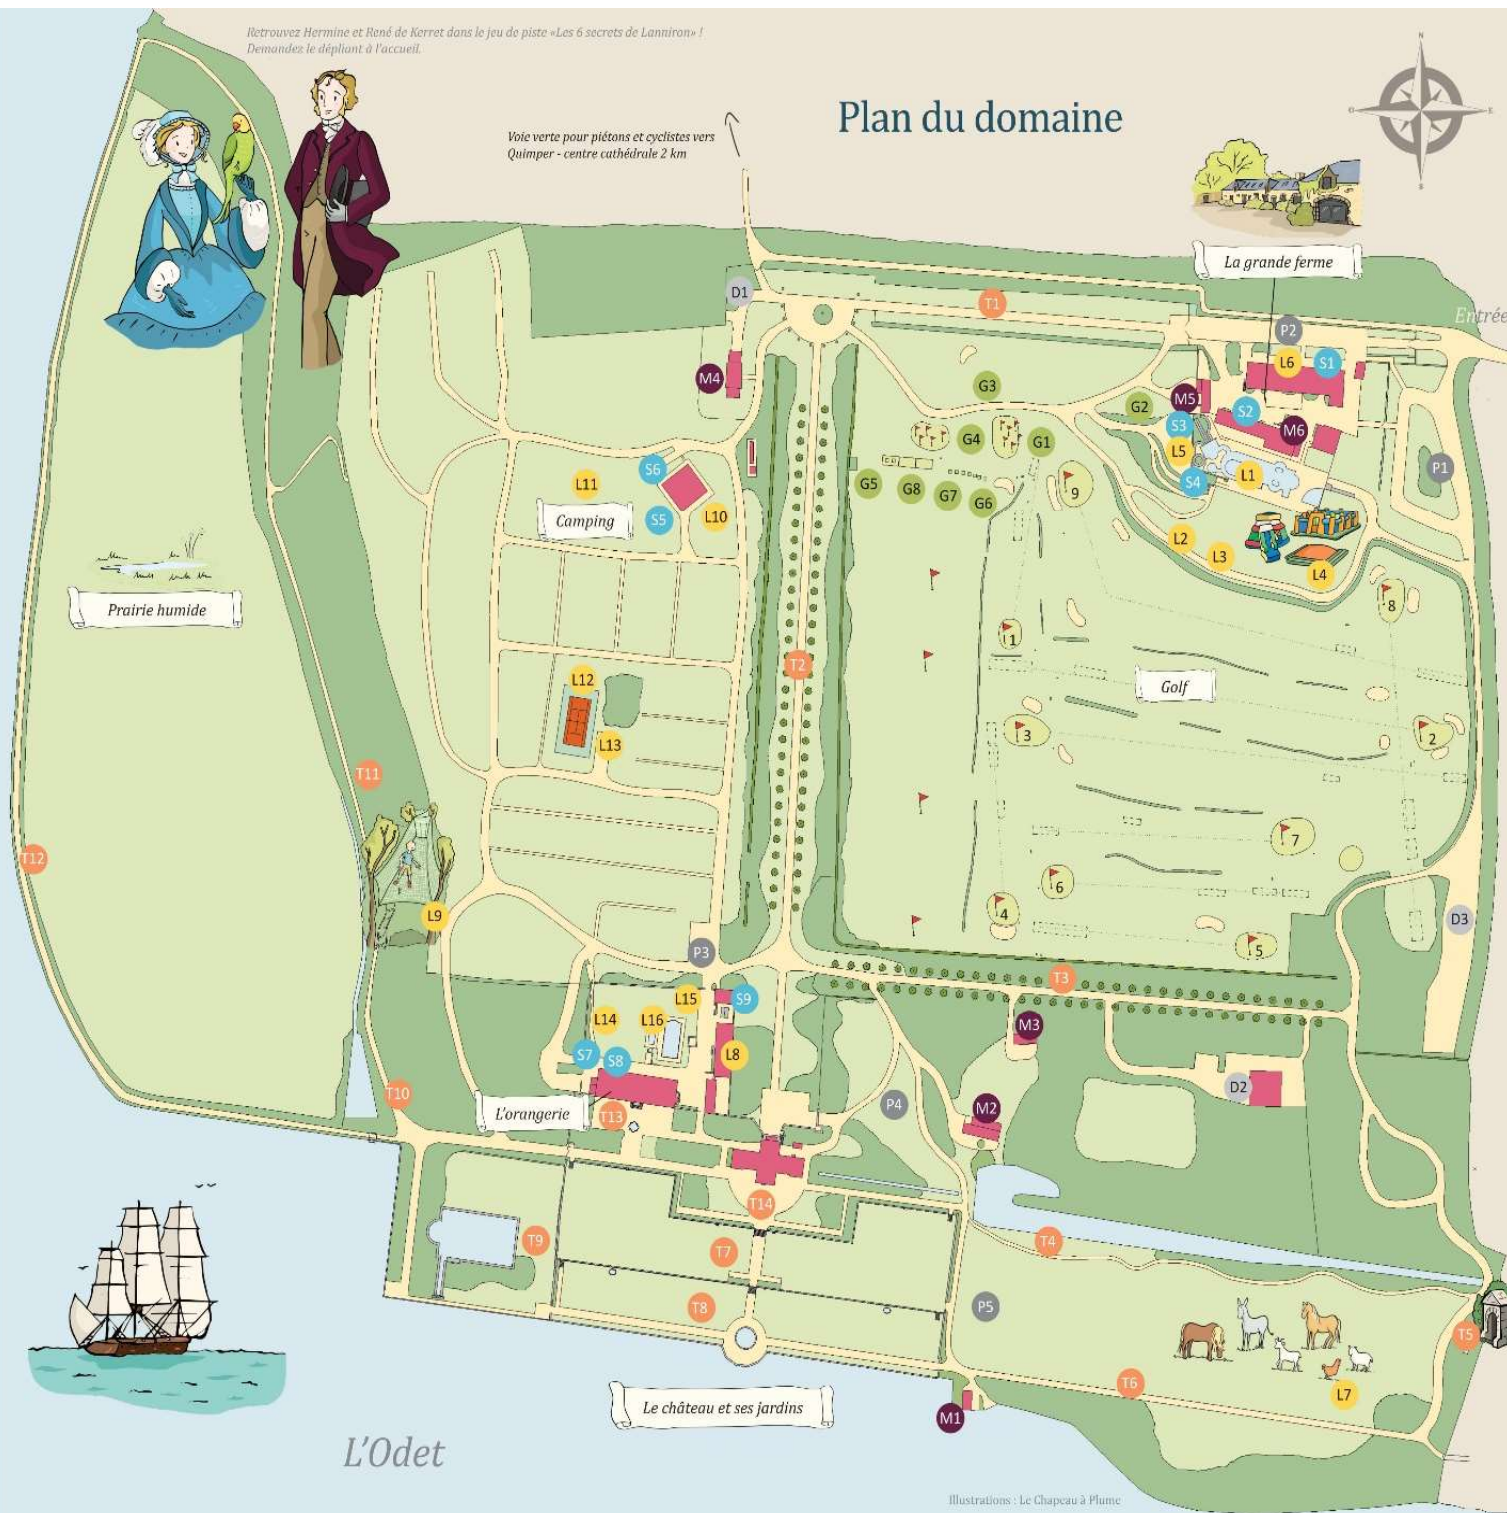 Retrouvez Hermine et René de Kerret dans le jeu de piste «Les 6 secrets de Lanniron» !
Demandez le dépliant à l'accueil.
Plan du domaine
N
O
E
S
Voie verte pour piétons et cyclistes vers
Quimper - centre cathédrale 2 km
La grande ferme
Entrée
D1
T1
P2
L6
S1
M4
G3
M5
G2
S2
S3
M6
G4
G1
L5
P1
S6
L11
L1
S4
G5
G8
G7
G6
9
Camping
S5
L10
L2
L3
L4
8
Prairie humide
1
T2
L12
Golf
3
2
L13
T11
7
T12
6
4
L9
D3
5
P3
T3
L15
S9
L14
L16
M3
S7
S8
L8
T10
D2
L'orangerie
T13
P4
M2
T14
T9
T7
T4
T8
P5
T5
T6
L7
Le château et ses jardins
M1
L'Odet
Illustrations : Le Chapeau à Plume